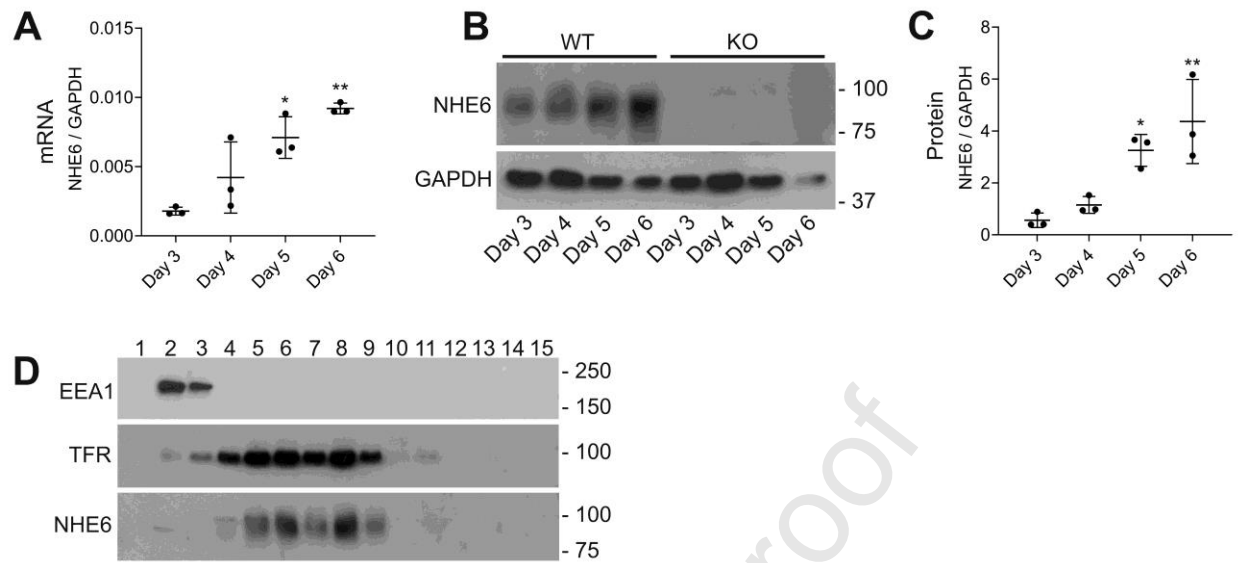 A
mRNA
NHE6 / GAPDH
0.015
0.010
0.005
0.000
*
**
Day 3
Day 4
Day 5
Day 6
B
WT
KO
NHE6
- 100
- 75
GAPDH
- 37
Day 3
Day 4
Day 5
Day 6
Day 3
Day 4
Day 5
Day 6
C
Protein
NHE6 / GAPDH
8
6
4
2
0
*
**
Day 3
Day 4
Day 5
Day 6
D
1 2 3 4 5 6 7 8 9 10 11 12 13 14 15
EEA1
- 250
- 150
TFR
- 100
NHE6
- 100
- 75
roof